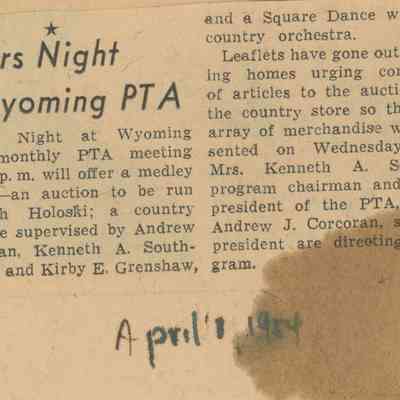 rs Night
yoming PTA
Night at Wyoming
monthly PTA meeting
p. m. will offer a medley
—an auction to be run
h Holoski; a country
e supervised by Andrew
an, Kenneth A. South-
and Kirby E. Grenshaw,
and a Square Dance w
country orchestra.
Leaflets have gone out
ing homes urging con
of articles to the aucti
the country store so th
array of merchandise w
sented on Wednesday
Mrs. Kenneth A. S
program chairman and
president of the PTA,
Andrew J. Corcoran, s
president are directing
gram.
April 8, 1954